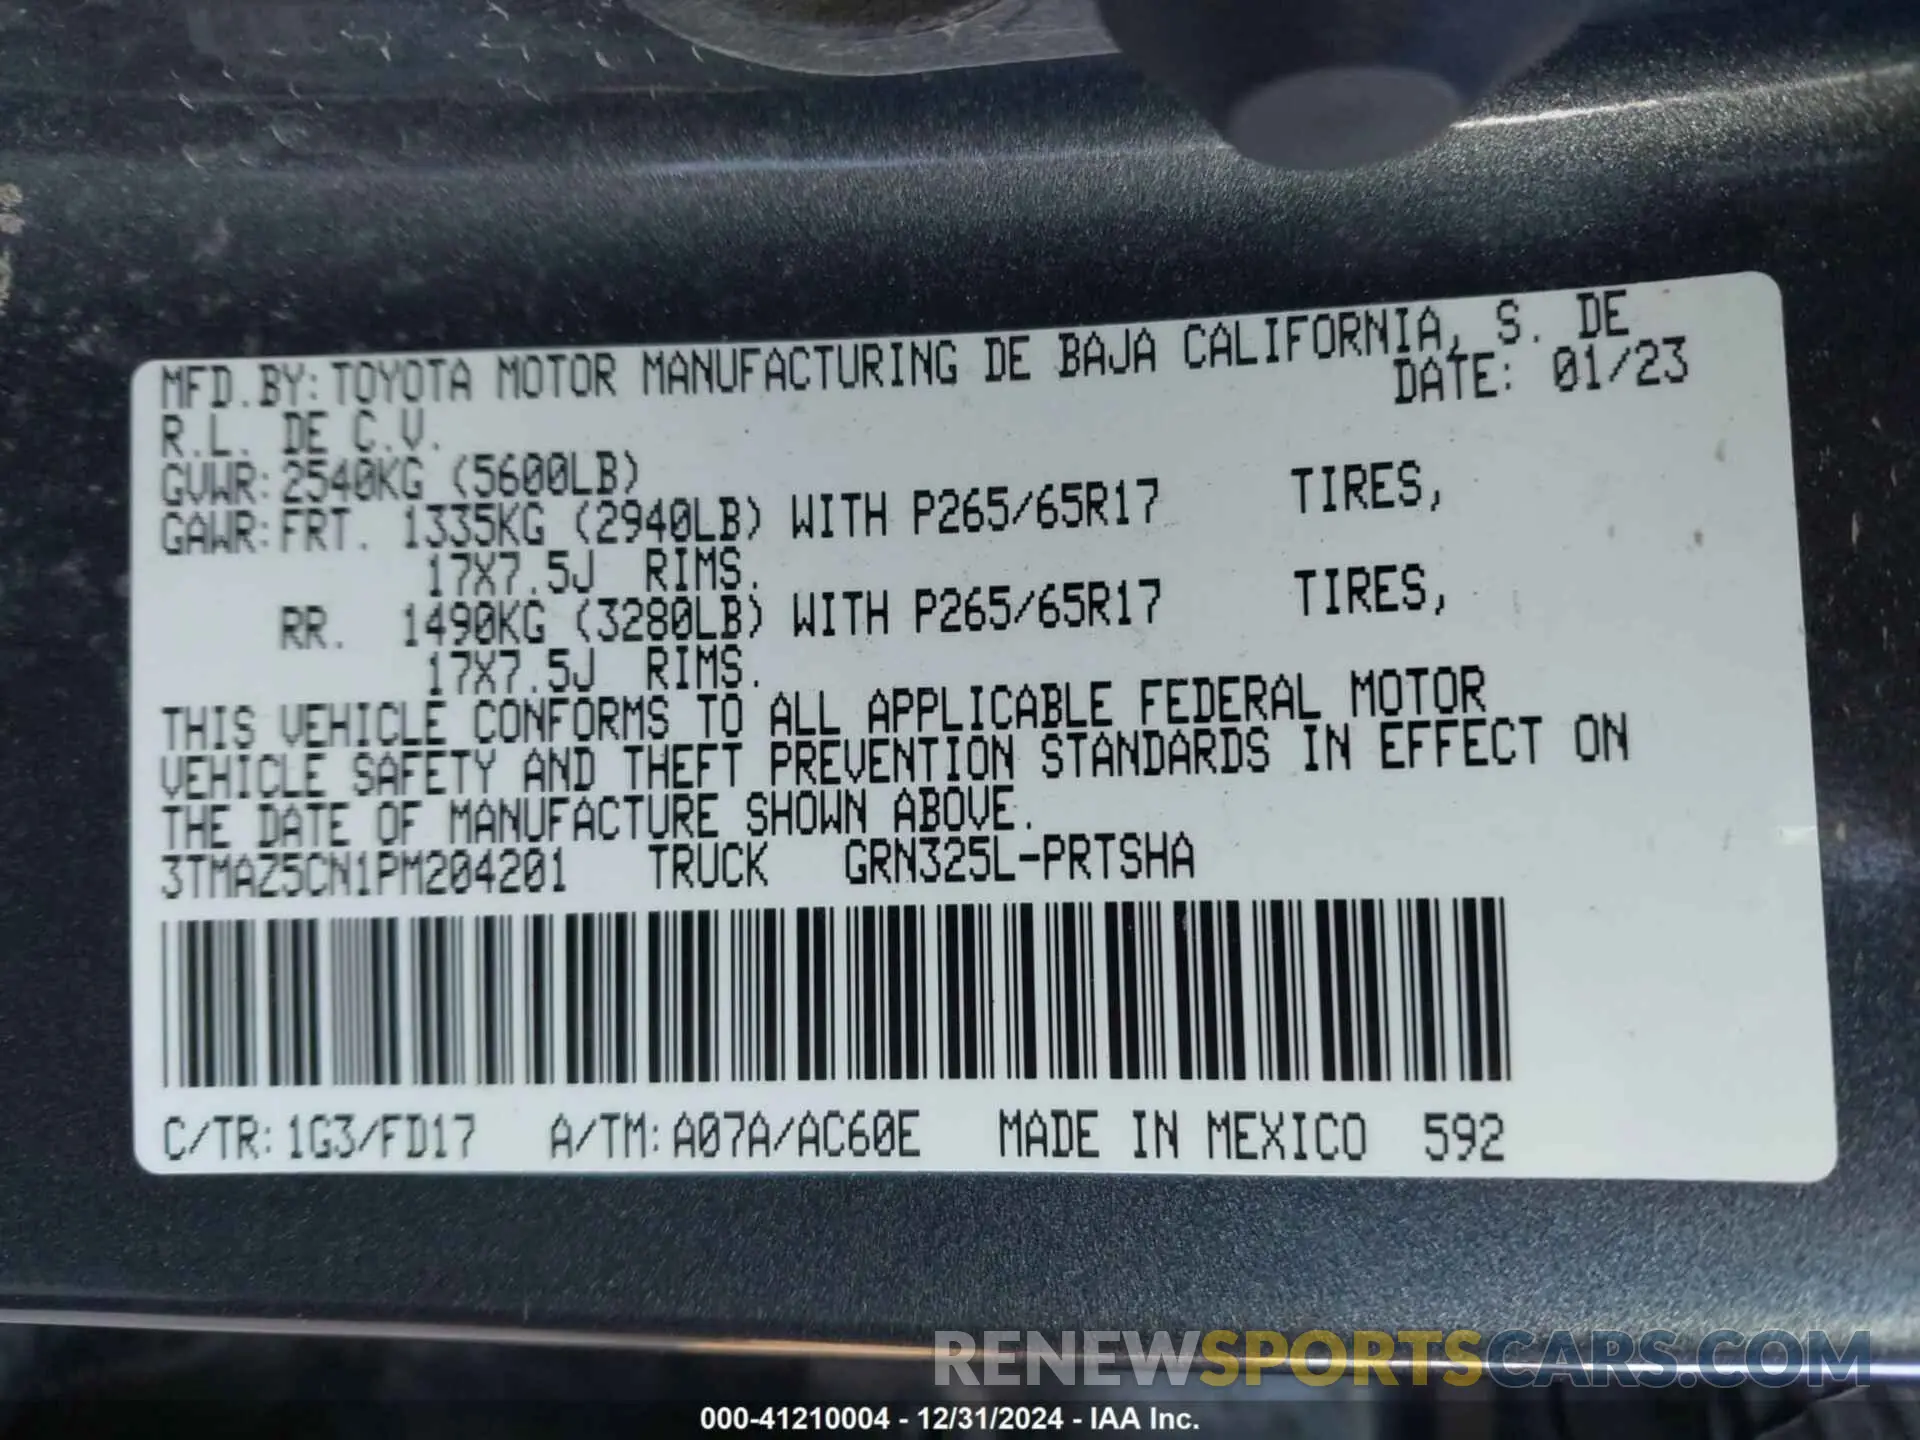 MFD.BY:TOYOTA MOTOR MANUFACTURING DE BAJA CALIFORNIA, S. DE
R.L. DE C.V. DATE: 01/23
GVWR:2540KG (5600LB)
GAWR:FRT. 1335KG (2940LB) WITH P265/65R17 TIRES,
17X7.5J RIMS.
RR. 1490KG (3280LB) WITH P265/65R17 TIRES,
17X7.5J RIMS.
THIS VEHICLE CONFORMS TO ALL APPLICABLE FEDERAL MOTOR
VEHICLE SAFETY AND THEFT PREVENTION STANDARDS IN EFFECT ON
THE DATE OF MANUFACTURE SHOWN ABOVE.
3TMAZ5CN1PM204201 TRUCK GRN325L-PRTSHA
C/TR:1G3/FD17 A/TM:A07A/AC60E MADE IN MEXICO 592
RENEWSPORTSCARS.COM
000-41210004 - 12/31/2024 - IAA Inc.